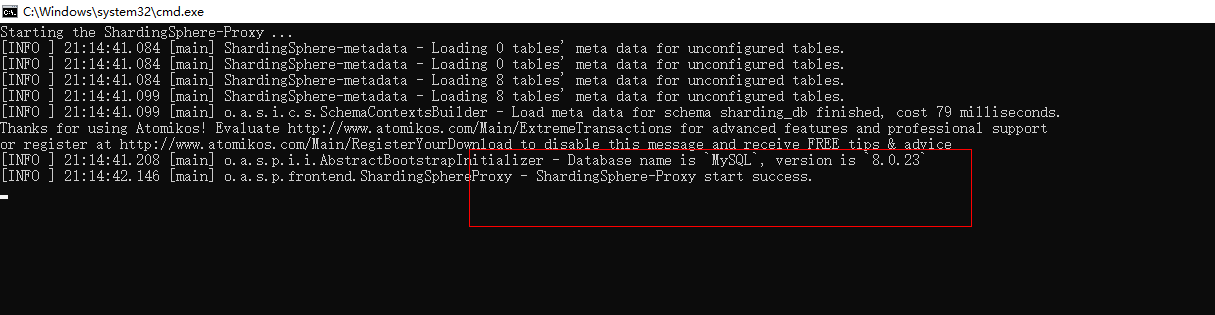 C:\Windows\system32\cmd.exe
Starting the ShardingSphere-Proxy ...
[INFO ] 21:14:41.084 [main] ShardingSphere-metadata - Loading 0 tables' meta data for unconfigured tables.
[INFO ] 21:14:41.084 [main] ShardingSphere-metadata - Loading 0 tables' meta data for unconfigured tables.
[INFO ] 21:14:41.084 [main] ShardingSphere-metadata - Loading 8 tables' meta data for unconfigured tables.
[INFO ] 21:14:41.099 [main] ShardingSphere-metadata - Loading 8 tables' meta data for unconfigured tables.
[INFO ] 21:14:41.099 [main] o.a.s.i.c.s.SchemaContextsBuilder - Load meta data for schema sharding_db finished, cost 79 milliseconds.
Thanks for using Atomikos! Evaluate http://www.atomikos.com/Main/ExtremeTransactions for advanced features and professional support
or register at http://www.atomikos.com/Main/RegisterYourDownload to disable this message and receive FREE tips & advice
[INFO ] 21:14:41.208 [main] o.a.s.p.i.i.AbstractBootstrapInitializer - Database name is `MySQL`, version is `8.0.23`
[INFO ] 21:14:42.146 [main] o.a.s.p.frontend.ShardingSphereProxy - ShardingSphere-Proxy start success.